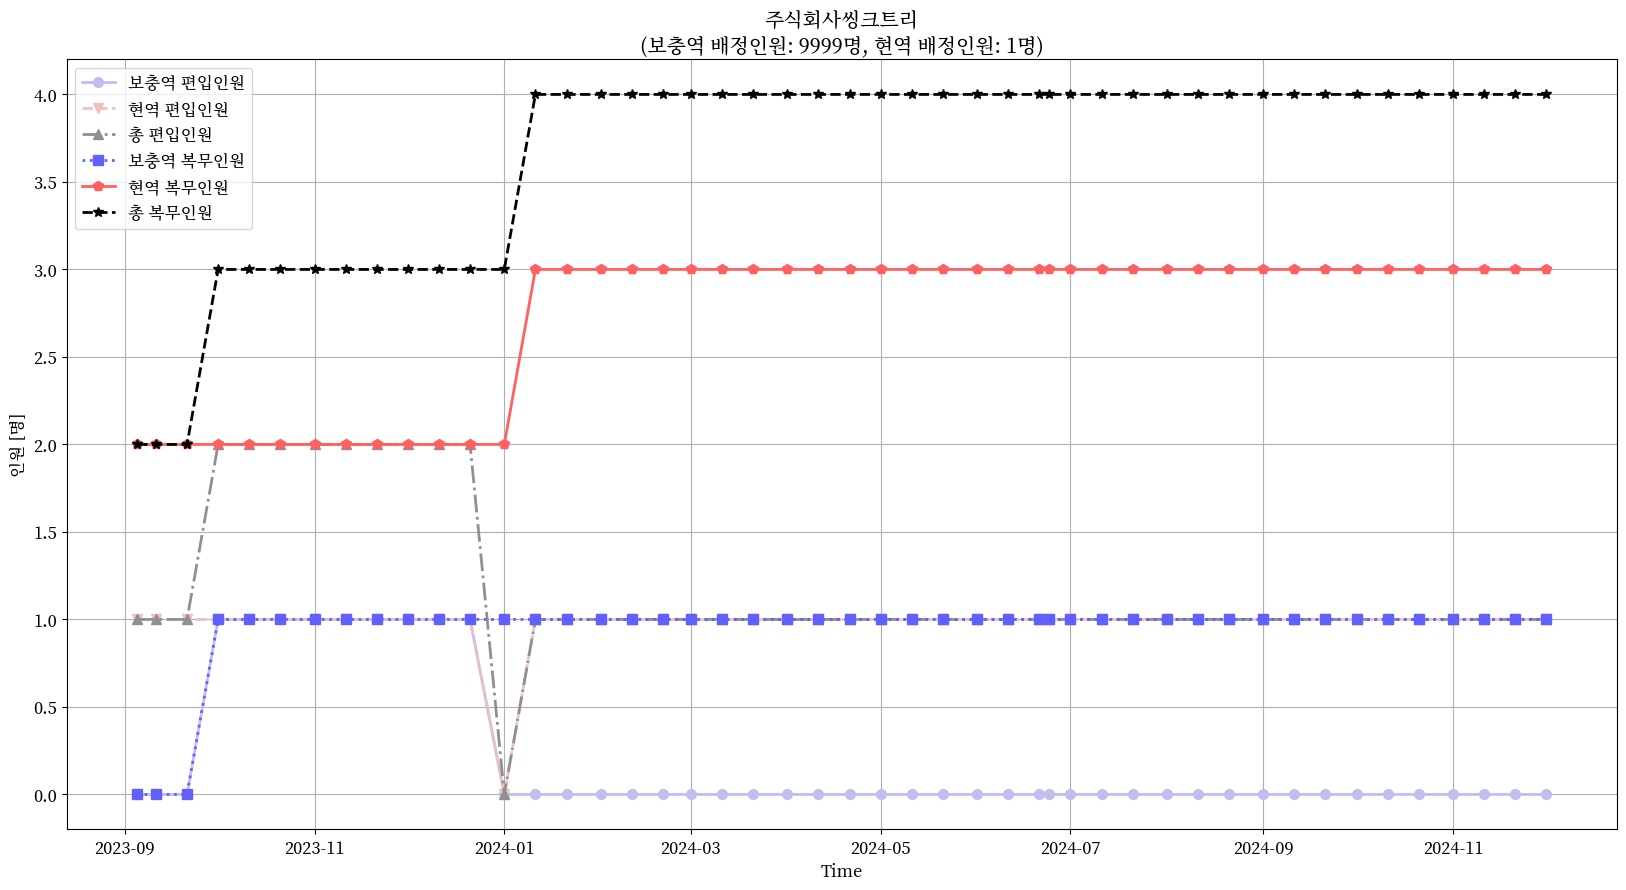 주식회사씽크트리
(보충역 배정인원: 9999명, 현역 배정인원: 1명)
보충역 편입인원
현역 편입인원
총 편입인원
보충역 복무인원
현역 복무인원
총 복무인원
4.0
3.5
3.0
2.5
2.0
1.5
1.0
0.5
0.0
인원 [명]
2023-09
2023-11
2024-01
2024-03
2024-05
2024-07
2024-09
2024-11
Time